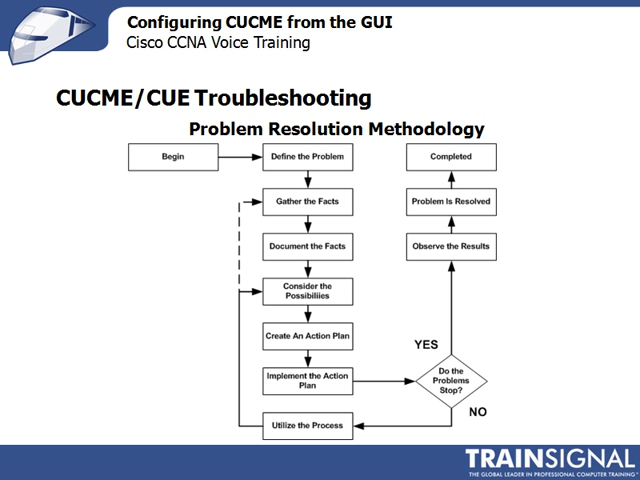 Configuring CUCME from the GUI
Cisco CCNA Voice Training
CUCME/CUE Troubleshooting
Problem Resolution Methodology
Begin
Define the Problem
Completed
Gather the Facts
Problem Is Resolved
Document the Facts
Observe the Results
Consider the
Possibiliies
Create An Action Plan
YES
Implement the Action
Plan
Do the
Problems
Stop?
NO
Utilize the Process
TRAINSIGNAL
THE GLOBAL LEADER IN PROFESSIONAL COMPUTER TRAINING™